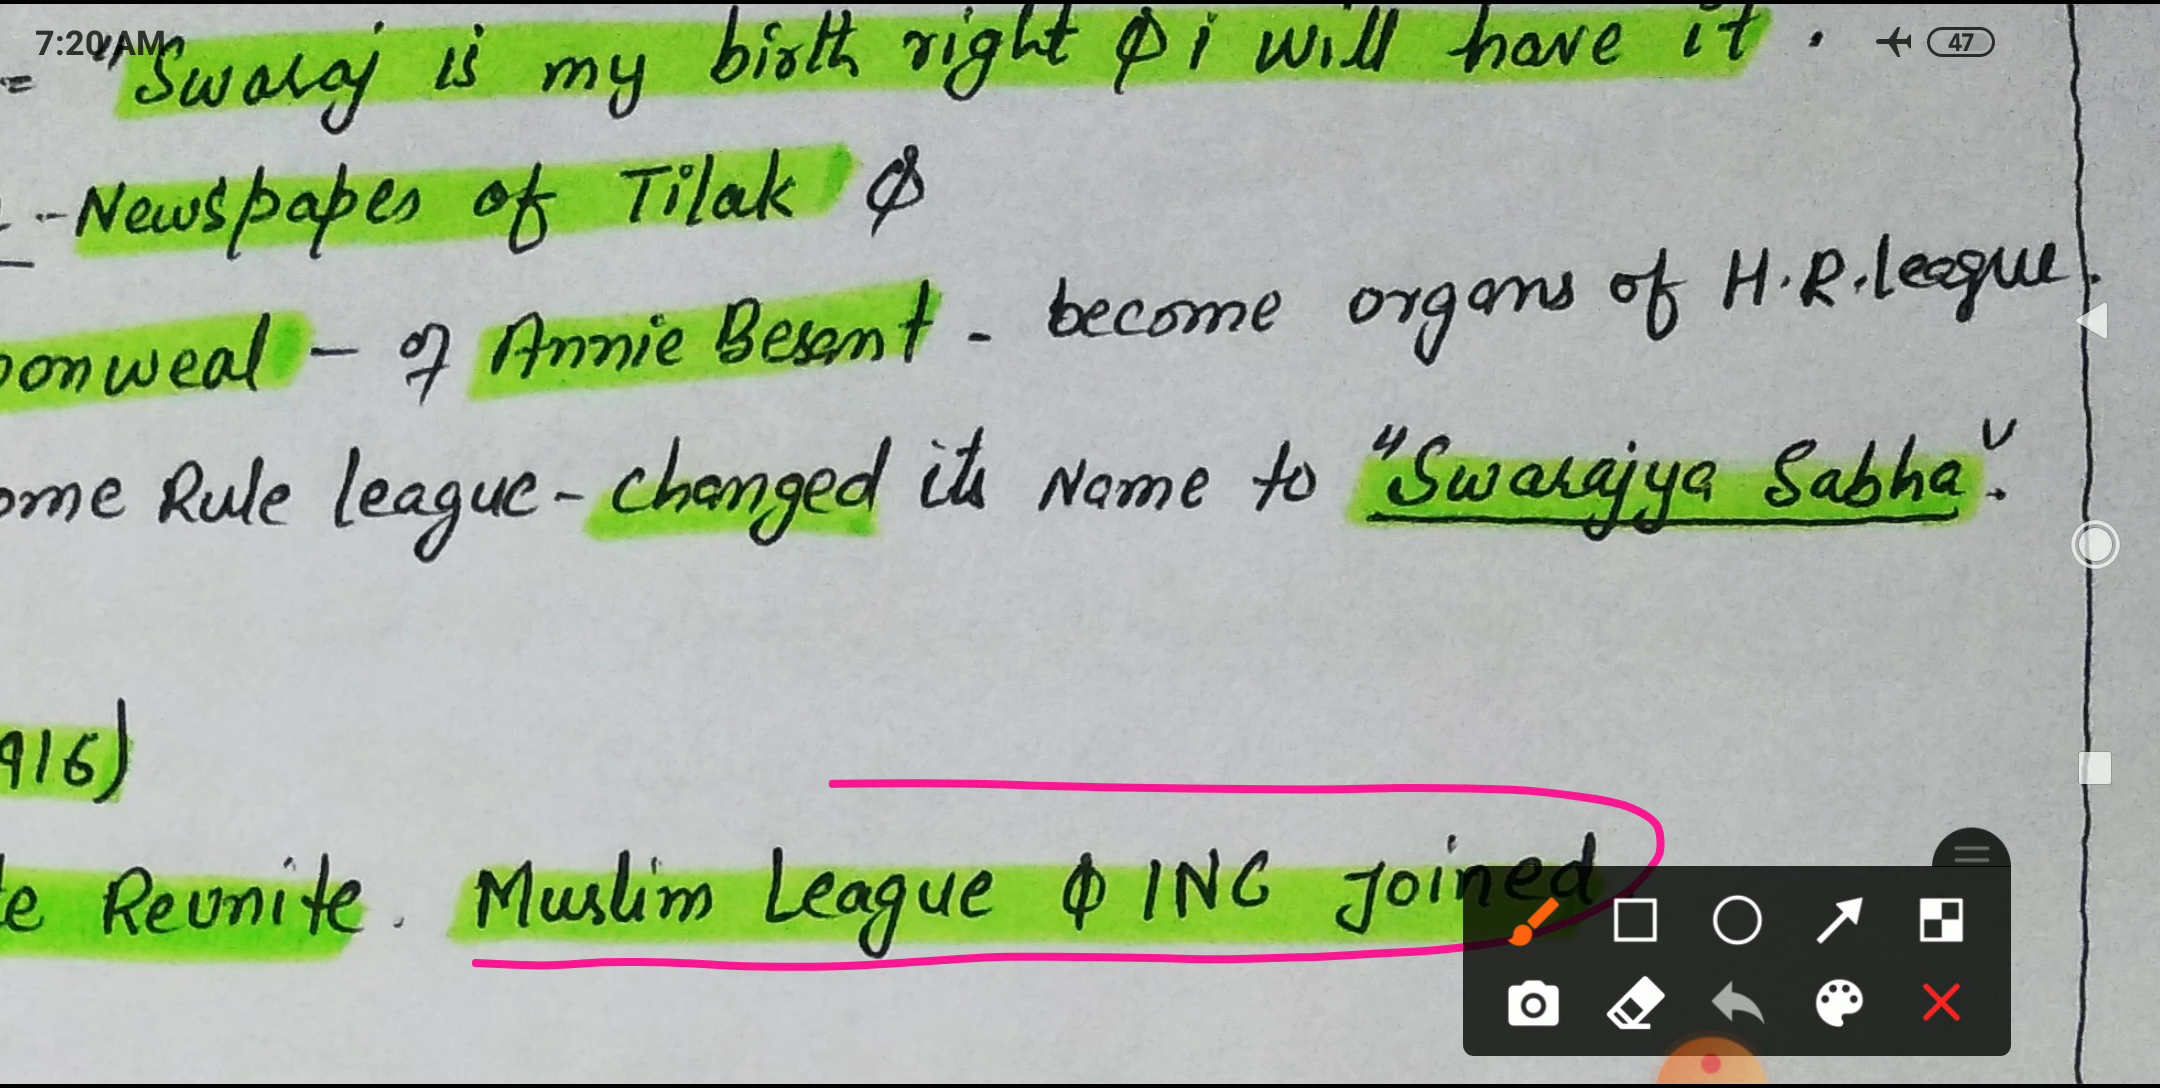 7:20 AM 47
= "Swaraj is my birth right & i will have it.
- Newspapes of Tilak &
onweal - of Annie Besant - become organs of H.R. league.
ome Rule league - changed its Name to "Swarajya Sabha".
916)
te Reunite. Muslim League & INC Joined